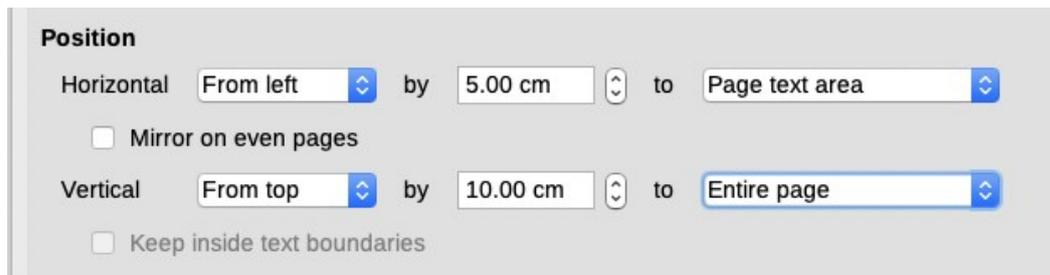 Position
Horizontal From left by 5.00 cm to Page text area
Mirror on even pages
Vertical From top by 10.00 cm to Entire page
Keep inside text boundaries